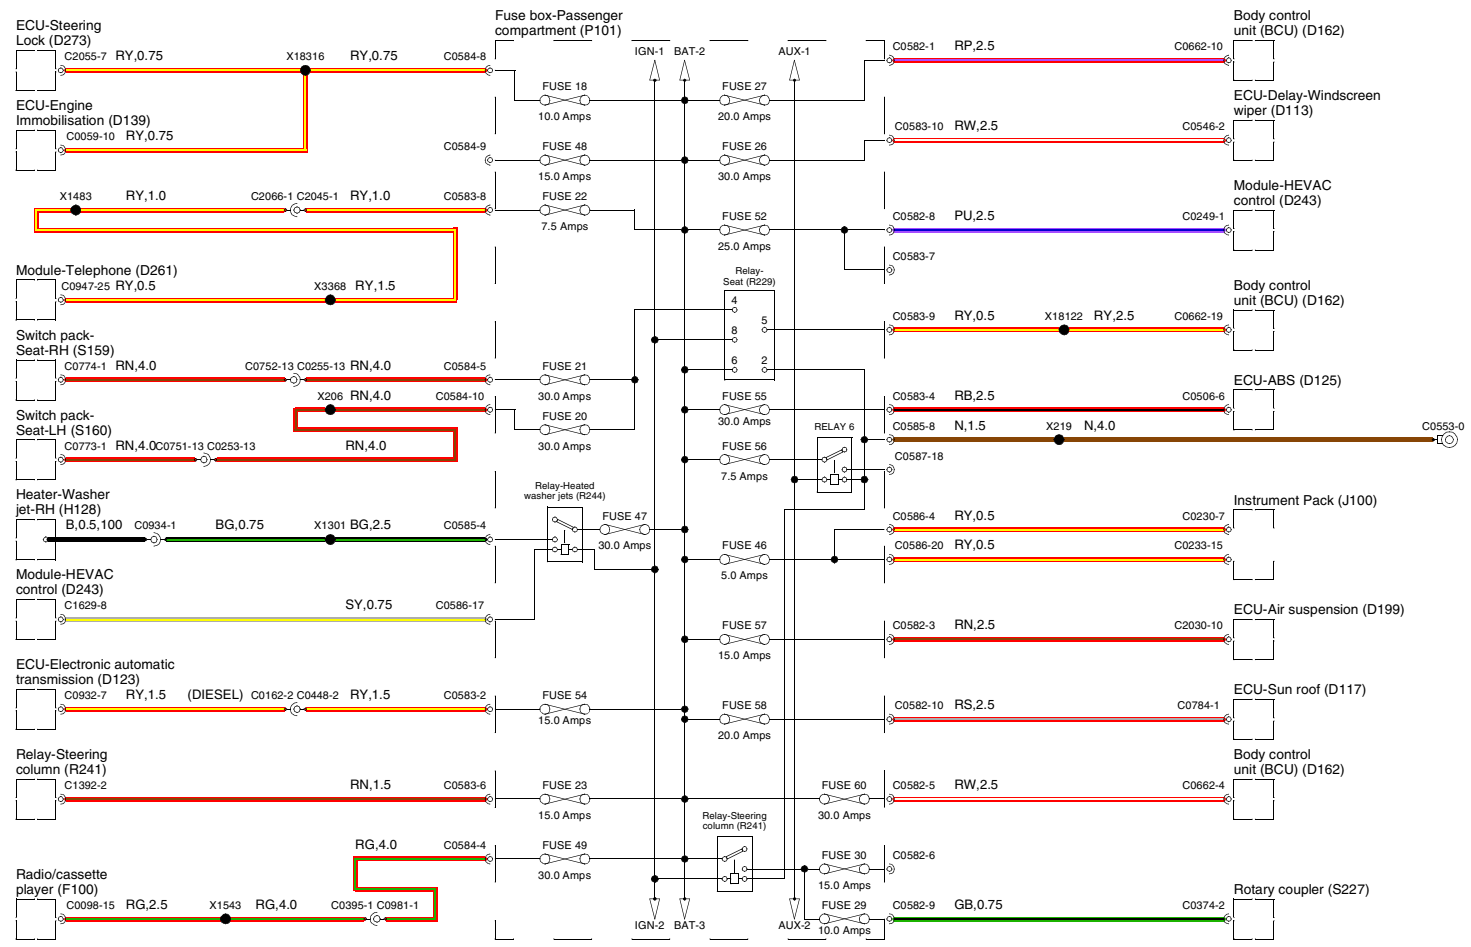 ECU-Steering
Lock (D273)
C2055-7 RY,0.75 X18316 RY,0.75 C0584-8
ECU-Engine
Immobilisation (D139)
C0059-10 RY,0.75
C0584-9
X1483 RY,1.0 C2066-1 C2045-1 RY,1.0 C0583-8
Module-Telephone (D261)
C0947-25 RY,0.5 X3368 RY,1.5
Switch pack-
Seat-RH (S159)
C0774-1 RN,4.0 C0752-13 C0255-13 RN,4.0 C0584-5
X206 RN,4.0 C0584-10
Switch pack-
Seat-LH (S160)
C0773-1 RN,4.0 C0751-13 C0253-13 RN,4.0
Heater-Washer
jet-RH (H128)
B,0.5,100 C0934-1 BG,0.75 X1301 BG,2.5 C0585-4
Module-HEVAC
control (D243)
C1629-8 SY,0.75 C0586-17
ECU-Electronic automatic
transmission (D123)
C0932-7 RY,1.5 (DIESEL) C0162-2 C0448-2 RY,1.5 C0583-2
Relay-Steering
column (R241)
C1392-2 RN,1.5 C0583-6
RG,4.0 C0584-4
Radio/cassette
player (F100)
C0098-15 RG,2.5 X1543 RG,4.0 C0395-1 C0981-1
Fuse box-Passenger
compartment (P101)
IGN-1 BAT-2 AUX-1
FUSE 18
10.0 Amps
FUSE 27
20.0 Amps
FUSE 48
15.0 Amps
FUSE 26
30.0 Amps
FUSE 22
7.5 Amps
FUSE 52
25.0 Amps
Relay-
Seat (R229)
4
5
8
6 2
FUSE 21
30.0 Amps
FUSE 20
30.0 Amps
FUSE 55
30.0 Amps
FUSE 56
7.5 Amps
RELAY 6
Relay-Heated
washer jets (R244)
FUSE 47
30.0 Amps
FUSE 46
5.0 Amps
FUSE 57
15.0 Amps
FUSE 54
15.0 Amps
FUSE 58
20.0 Amps
FUSE 23
15.0 Amps
FUSE 60
30.0 Amps
Relay-Steering
column (R241)
FUSE 49
30.0 Amps
FUSE 30
15.0 Amps
FUSE 29
10.0 Amps
IGN-2 BAT-3 AUX-2
Body control
unit (BCU) (D162)
C0582-1 RP,2.5 C0662-10
ECU-Delay-Windscreen
wiper (D113)
C0583-10 RW,2.5 C0546-2
Module-HEVAC
control (D243)
C0582-8 PU,2.5 C0249-1
C0583-7
Body control
unit (BCU) (D162)
C0583-9 RY,0.5 X18122 RY,2.5 C0662-19
ECU-ABS (D125)
C0583-4 RB,2.5 C0506-6
C0585-8 N,1.5 X219 N,4.0 C0553-0
C0587-18
Instrument Pack (J100)
C0586-4 RY,0.5 C0230-7
C0586-20 RY,0.5 C0233-15
ECU-Air suspension (D199)
C0582-3 RN,2.5 C2030-10
ECU-Sun roof (D117)
C0582-10 RS,2.5 C0784-1
Body control
unit (BCU) (D162)
C0582-5 RW,2.5 C0662-4
C0582-6
Rotary coupler (S227)
C0582-9 GB,0.75 C0374-2